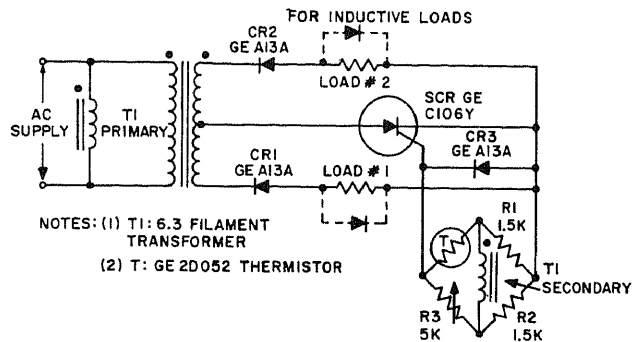 FOR INDUCTIVE LOADS
CR2
GE A13A
LOAD #2
SCR GE
C106Y
CR3
GE A13A
AC
SUPPLY
T1
PRIMARY
CR1
GE A13A
LOAD #1
R1
1.5K
T
T1
SECONDARY
R3
5K
R2
1.5K
NOTES: (1) T1: 6.3 FILAMENT
TRANSFORMER
(2) T: GE 2D052 THERMISTOR